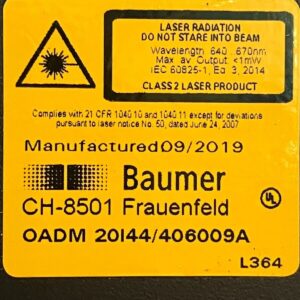 LASER RADIATION
DO NOT STARE INTO BEAM
Wavelength: 640...670nm
Max. av. Output: <1mW
IEC 60825-1, Ed. 3, 2014
CLASS 2 LASER PRODUCT
Complies with 21 CFR 1040.10 and 1040.11 except for deviations
pursuant to laser notice No. 50, dated June 24, 2007
Manufactured09/2019
Baumer
CH-8501 Frauenfeld
OADM 20I44/406009A
L364